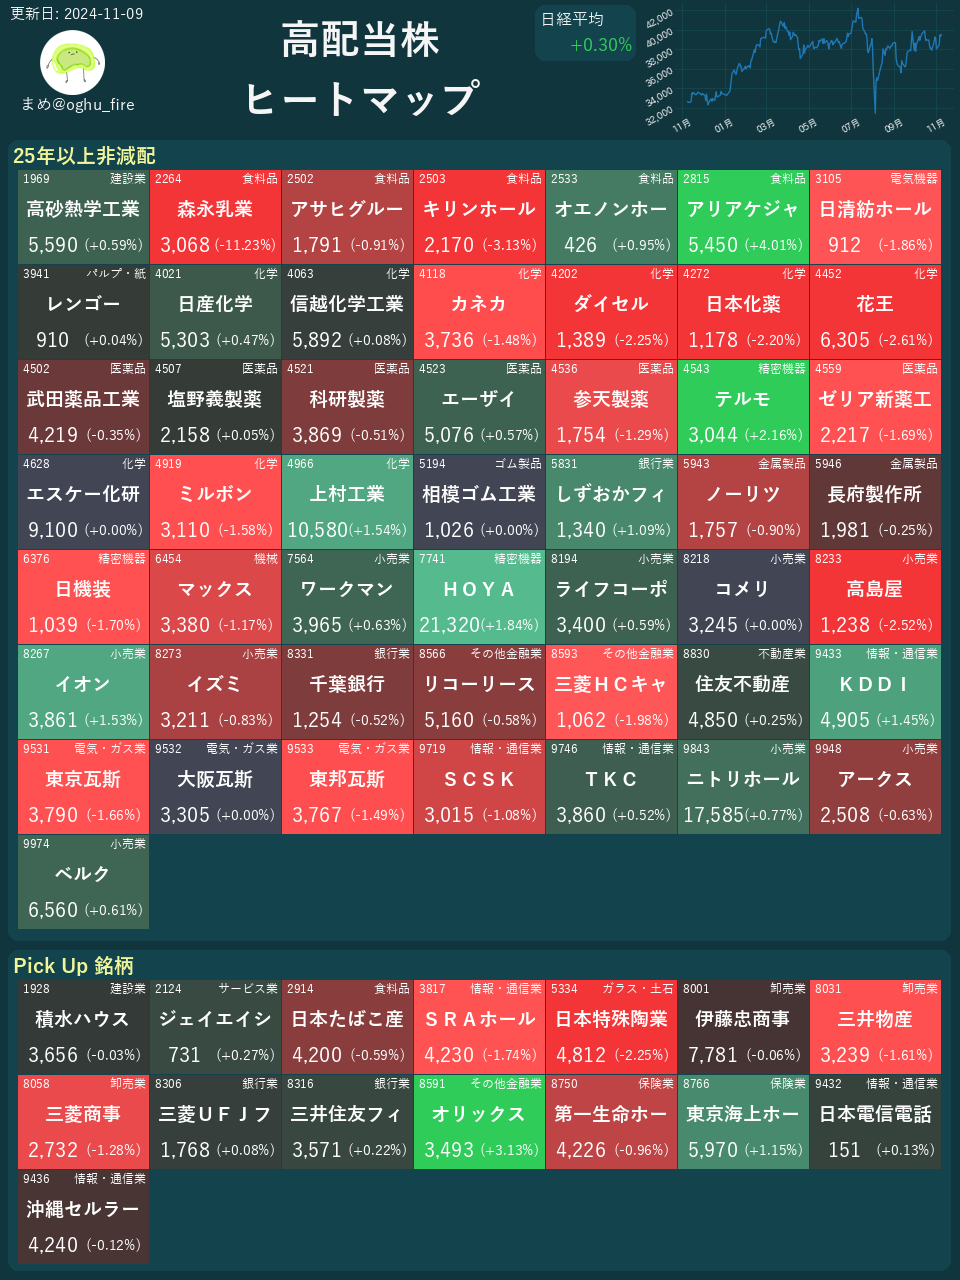 更新日: 2024-11-09
まめ@oghu_fire
高配当株
ヒートマップ
日経平均
+0.30%
42,000
40,000
38,000
36,000
34,000
32,000
11月 01月 03月 05月 07月 09月 11月
25年以上非減配
1969 建設業 2264 食料品 2502 食料品 2503 食料品 2533 食料品 2815 食料品 3105 電気機器
高砂熱学工業 森永乳業 アサヒグルー キリンホール オエノンホー アリアケジャ 日清紡ホール
5,590 (+0.59%) 3,068 (-11.23%) 1,791 (-0.91%) 2,170 (-3.13%) 426 (+0.95%) 5,450 (+4.01%) 912 (-1.86%)
3941 パルプ・紙 4021 化学 4063 化学 4118 化学 4202 化学 4272 化学 4452 化学
レンゴー 日産化学 信越化学工業 カネカ ダイセル 日本化薬 花王
910 (+0.04%) 5,303 (+0.47%) 5,892 (+0.08%) 3,736 (-1.48%) 1,389 (-2.25%) 1,178 (-2.20%) 6,305 (-2.61%)
4502 医薬品 4507 医薬品 4521 医薬品 4523 医薬品 4536 医薬品 4543 精密機器 4559 医薬品
武田薬品工業 塩野義製薬 科研製薬 エーザイ 参天製薬 テルモ ゼリア新薬工
4,219 (-0.35%) 2,158 (+0.05%) 3,869 (-0.51%) 5,076 (+0.57%) 1,754 (-1.29%) 3,044 (+2.16%) 2,217 (-1.69%)
4628 化学 4919 化学 4966 化学 5194 ゴム製品 5831 銀行業 5943 金属製品 5946 金属製品
エスケー化研 ミルボン 上村工業 相模ゴム工業 しずおかフィ ノーリツ 長府製作所
9,100 (+0.00%) 3,110 (-1.58%) 10,580(+1.54%) 1,026 (+0.00%) 1,340 (+1.09%) 1,757 (-0.90%) 1,981 (-0.25%)
6376 精密機器 6454 機械 7564 小売業 7741 精密機器 8194 小売業 8218 小売業 8233 小売業
日機装 マックス ワークマン ＨＯＹＡ ライフコーポ コメリ 高島屋
1,039 (-1.70%) 3,380 (-1.17%) 3,965 (+0.63%) 21,320(+1.84%) 3,400 (+0.59%) 3,245 (+0.00%) 1,238 (-2.52%)
8267 小売業 8273 小売業 8331 銀行業 8566 その他金融業 8593 その他金融業 8830 不動産業 9433 情報・通信業
イオン イズミ 千葉銀行 リコーリース 三菱ＨＣキャ 住友不動産 ＫＤＤＩ
3,861 (+1.53%) 3,211 (-0.83%) 1,254 (-0.52%) 5,160 (-0.58%) 1,062 (-1.98%) 4,850 (+0.25%) 4,905 (+1.45%)
9531 電気・ガス業 9532 電気・ガス業 9533 電気・ガス業 9719 情報・通信業 9746 情報・通信業 9843 小売業 9948 小売業
東京瓦斯 大阪瓦斯 東邦瓦斯 ＳＣＳＫ ＴＫＣ ニトリホール アークス
3,790 (-1.66%) 3,305 (+0.00%) 3,767 (-1.49%) 3,015 (-1.08%) 3,860 (+0.52%) 17,585(+0.77%) 2,508 (-0.63%)
9974 小売業
ベルク
6,560 (+0.61%)
Pick Up 銘柄
1928 建設業 2124 サービス業 2914 食料品 3817 情報・通信業 5334 ガラス・土石 8001 卸売業 8031 卸売業
積水ハウス ジェイエイシ 日本たばこ産 ＳＲＡホール 日本特殊陶業 伊藤忠商事 三井物産
3,656 (-0.03%) 731 (+0.27%) 4,200 (-0.59%) 4,230 (-1.74%) 4,812 (-2.25%) 7,781 (-0.06%) 3,239 (-1.61%)
8058 卸売業 8306 銀行業 8316 銀行業 8591 その他金融業 8750 保険業 8766 保険業 9432 情報・通信業
三菱商事 三菱ＵＦＪフ 三井住友フィ オリックス 第一生命ホー 東京海上ホー 日本電信電話
2,732 (-1.28%) 1,768 (+0.08%) 3,571 (+0.22%) 3,493 (+3.13%) 4,226 (-0.96%) 5,970 (+1.15%) 151 (+0.13%)
9436 情報・通信業
沖縄セルラー
4,240 (-0.12%)